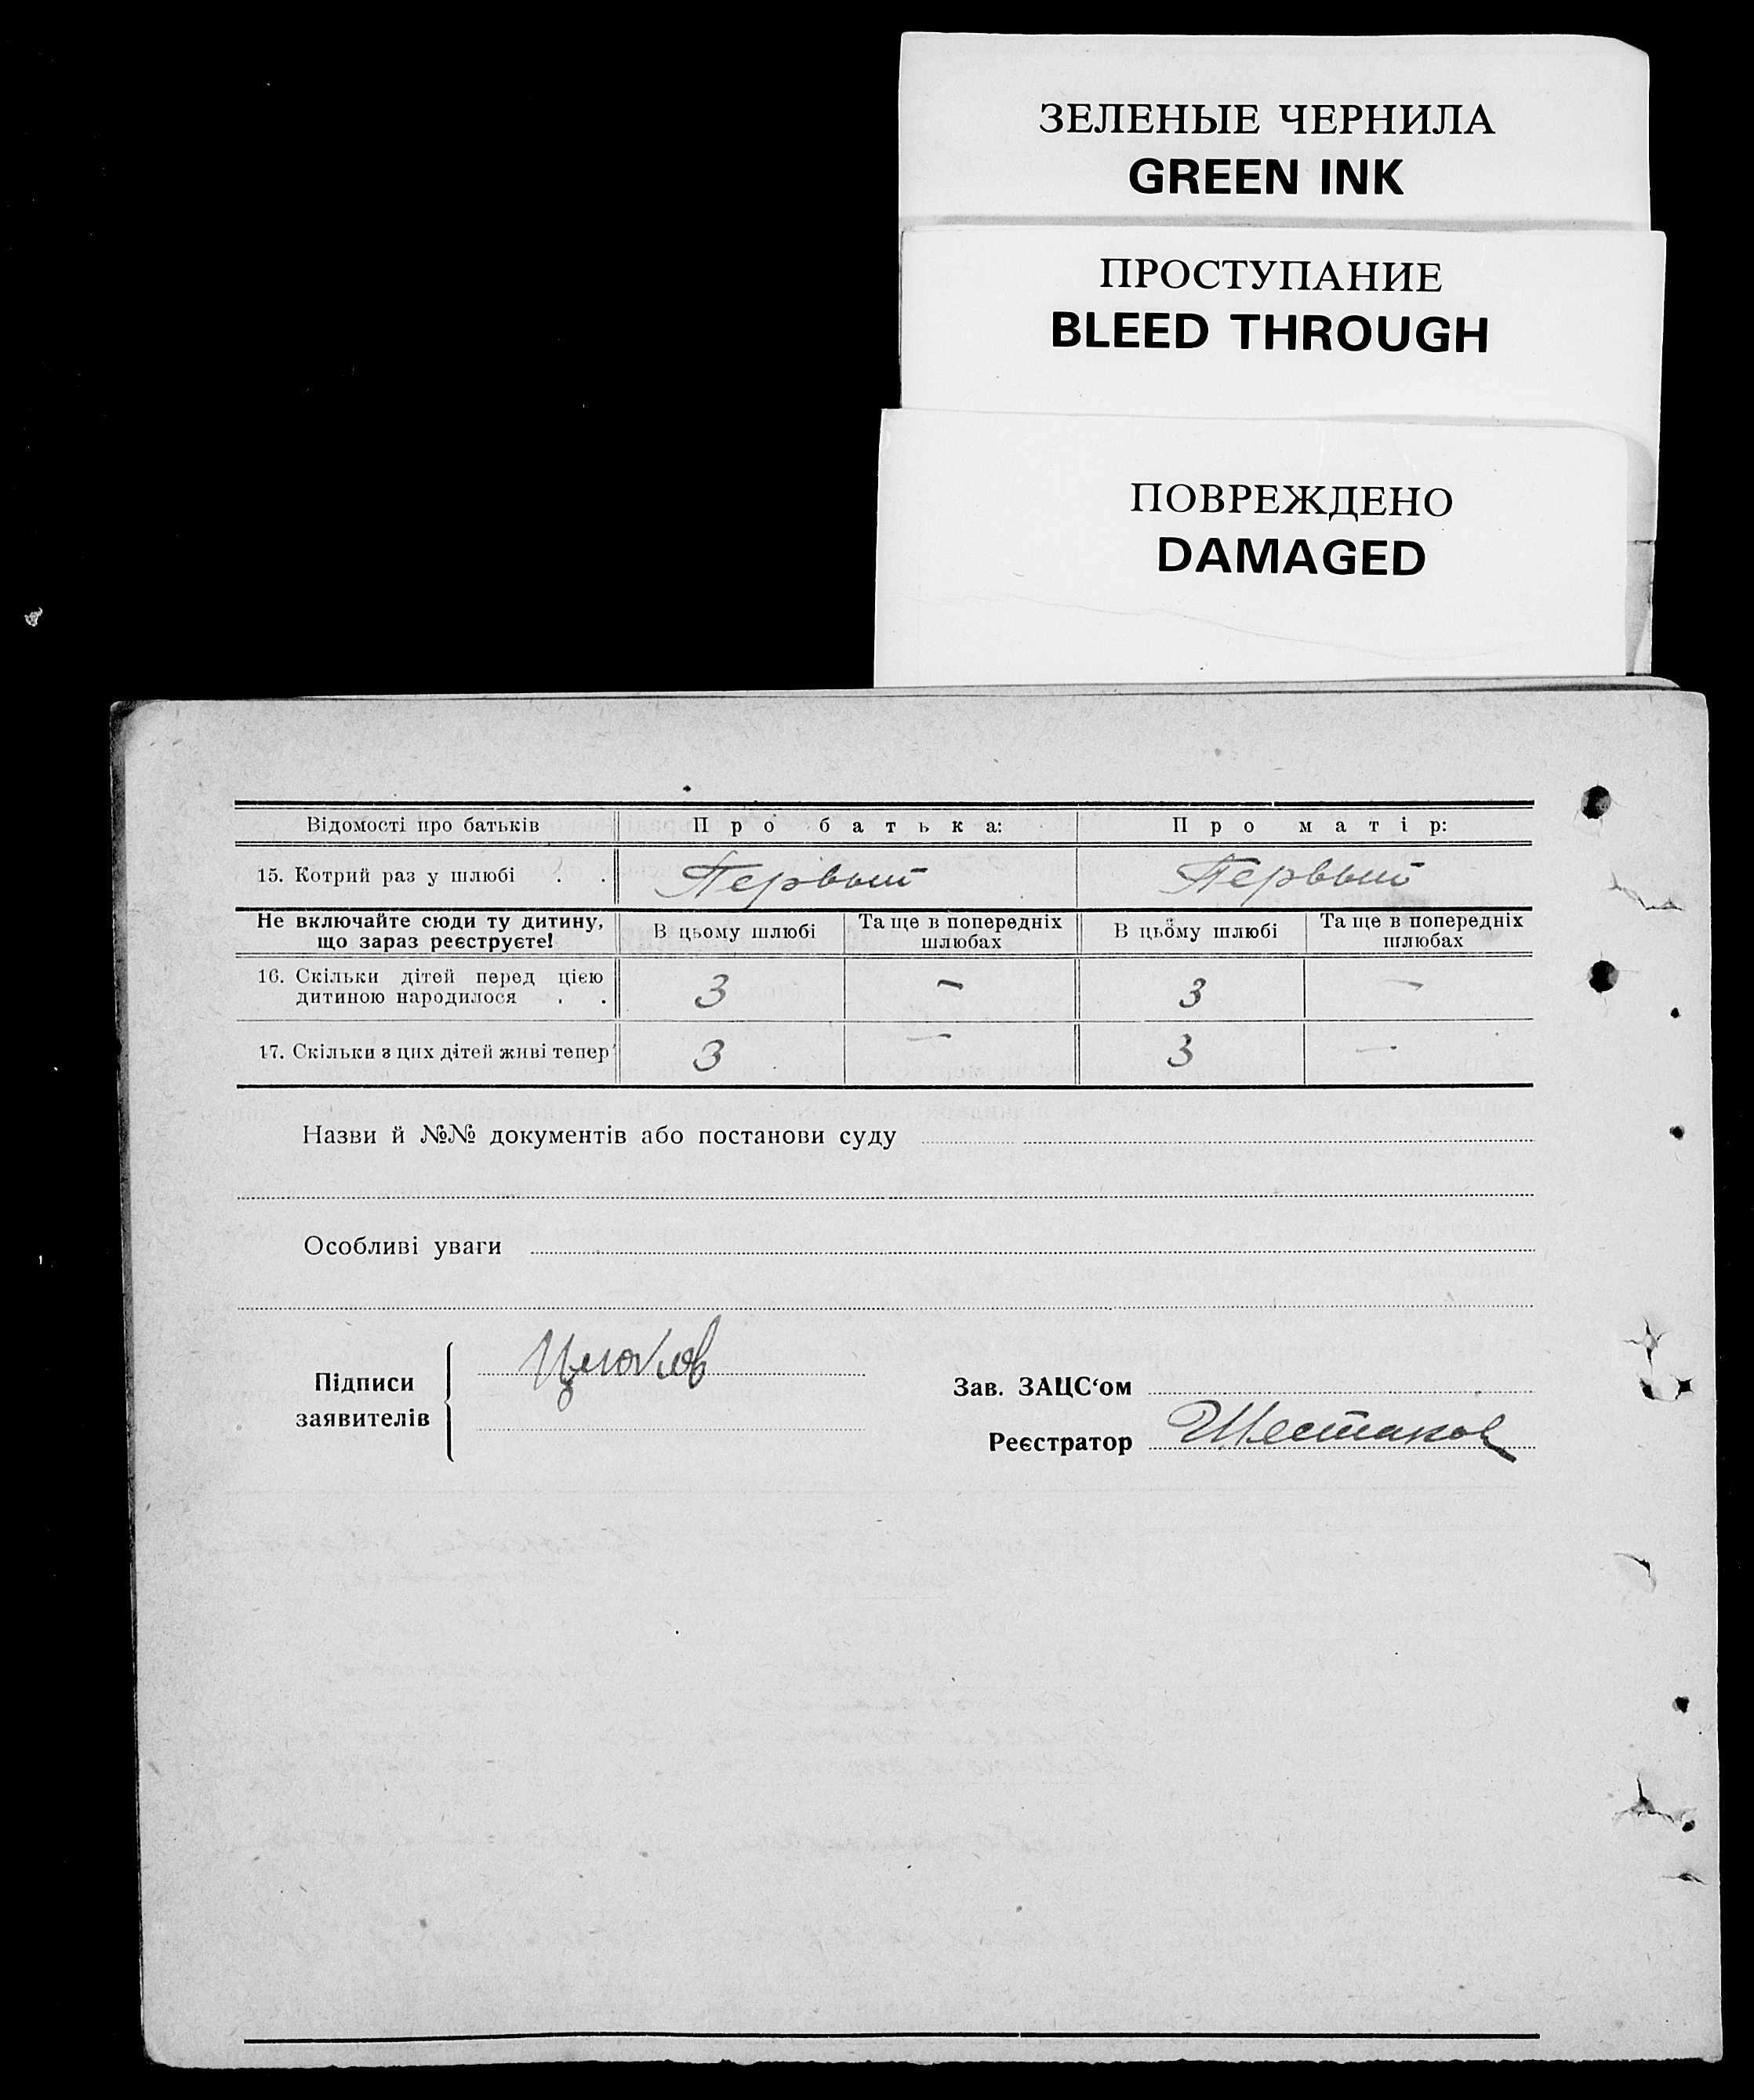 ЗЕЛЕНЫЕ ЧЕРНИЛА
GREEN INK
ПРОСТУПАНИЕ
BLEED THROUGH
ПОВРЕЖДЕНО
DAMAGED
Відомості про батьків Про батька: Про матір:
15. Котрий раз у шлюбі . . Первый Первый
Не включайте сюди ту дитину, що зараз реєструєте! В цьому шлюбі Та ще в попередніх шлюбах В цьому шлюбі Та ще в попередніх шлюбах
16. Скільки дітей перед цією дитиною народилося . . 3 – 3 –
17. Скільки з цих дітей живі тепер 3 – 3 –
Назви й №№ документів або постанови суду
Особливі уваги
Підписи заявителів
Зав. ЗАЦС‘ом
Реєстратор Шестаков